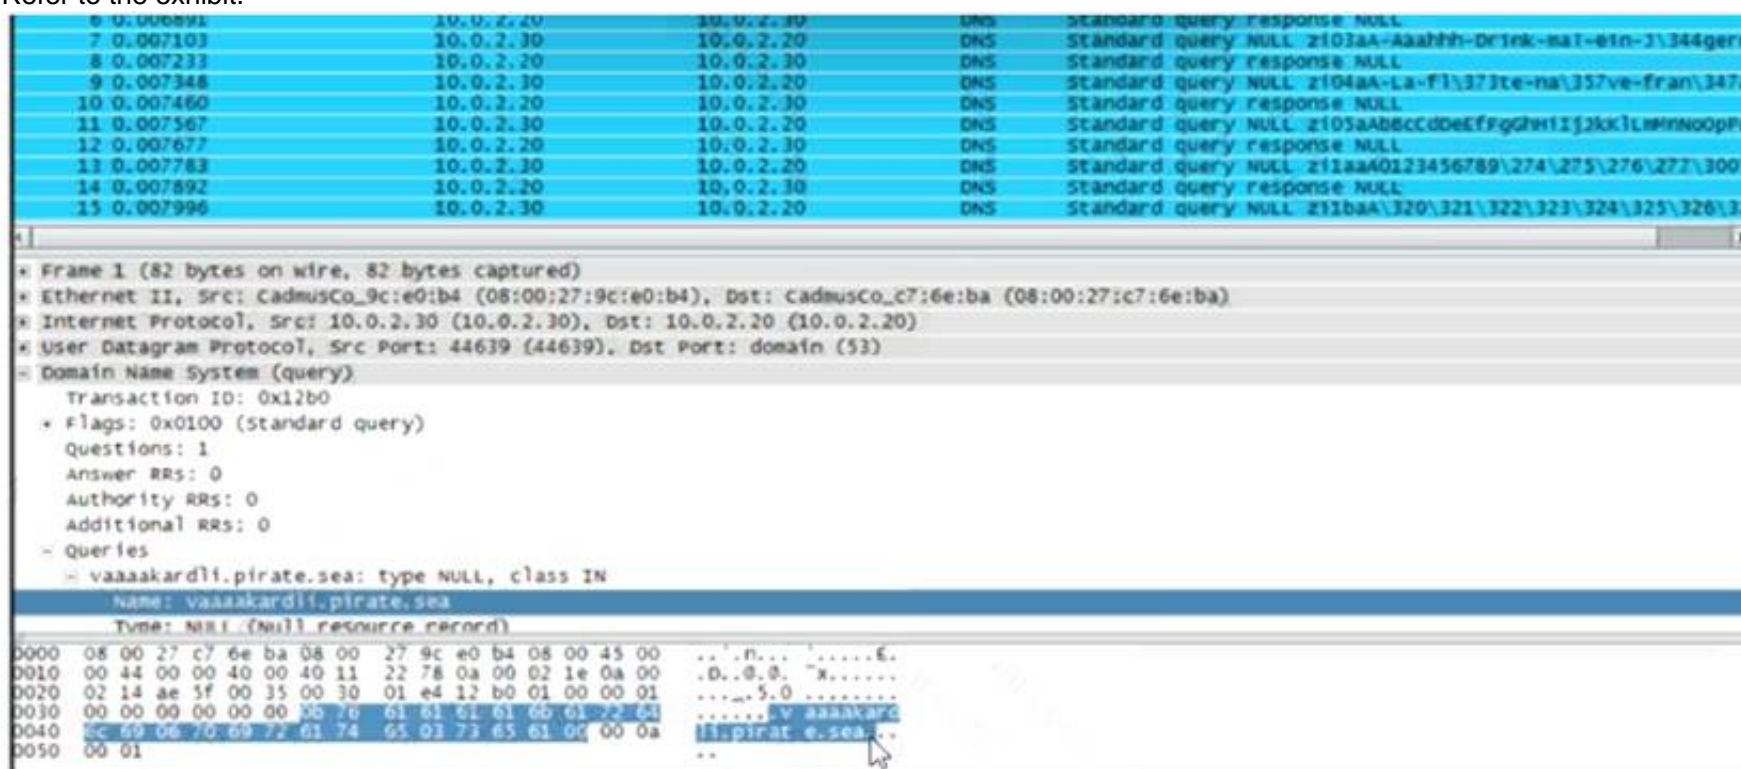 Refer to the exhibit.
6 0.006891 10.0.2.20 10.0.2.30 DNS Standard query response NULL
7 0.007103 10.0.2.30 10.0.2.20 DNS Standard query NULL zi03aA-Aaahhh-Drink-mal-ein-J\344ger
8 0.007233 10.0.2.20 10.0.2.30 DNS Standard query response NULL
9 0.007348 10.0.2.30 10.0.2.20 DNS Standard query NULL zi04aA-La-fl\373te-na\357ve-fran\347
10 0.007460 10.0.2.20 10.0.2.30 DNS Standard query response NULL
11 0.007567 10.0.2.30 10.0.2.20 DNS Standard query NULL zi05aAbBcCdDeEfFgGhHiIjJkKlLmMnNoOpP
12 0.007677 10.0.2.20 10.0.2.30 DNS Standard query response NULL
13 0.007783 10.0.2.30 10.0.2.20 DNS Standard query NULL zi1aaA0123456789\274\275\276\277\300
14 0.007892 10.0.2.20 10.0.2.30 DNS Standard query response NULL
15 0.007996 10.0.2.30 10.0.2.20 DNS Standard query NULL zi1baA\320\321\322\323\324\325\326\3
Frame 1 (82 bytes on wire, 82 bytes captured)
Ethernet II, Src: CadmusCo_9c:e0:b4 (08:00:27:9c:e0:b4), Dst: CadmusCo_c7:6e:ba (08:00:27:c7:6e:ba)
Internet Protocol, Src: 10.0.2.30 (10.0.2.30), Dst: 10.0.2.20 (10.0.2.20)
User Datagram Protocol, Src Port: 44639 (44639), Dst Port: domain (53)
Domain Name System (query)
Transaction ID: 0x12b0
Flags: 0x0100 (Standard query)
Questions: 1
Answer RRs: 0
Authority RRs: 0
Additional RRs: 0
Queries
vaaaakardli.pirate.sea: type NULL, class IN
Name: vaaaakardli.pirate.sea
Type: NULL (Null resource record)
0000 08 00 27 c7 6e ba 08 00 27 9c e0 b4 08 00 45 00 ..'.n... '.....E.
0010 00 44 00 00 40 00 40 11 22 78 0a 00 02 1e 0a 00 .D..@.@. "x......
0020 02 14 ae 5f 00 35 00 30 01 e4 12 b0 01 00 00 01 ..._.5.0 ........
0030 00 00 00 00 00 00 0b 76 61 61 61 61 6b 61 72 64 .......v aaaakard
0040 6c 69 06 70 69 72 61 74 65 03 73 65 61 00 00 0a li.pirat e.sea...
0050 00 01 ..